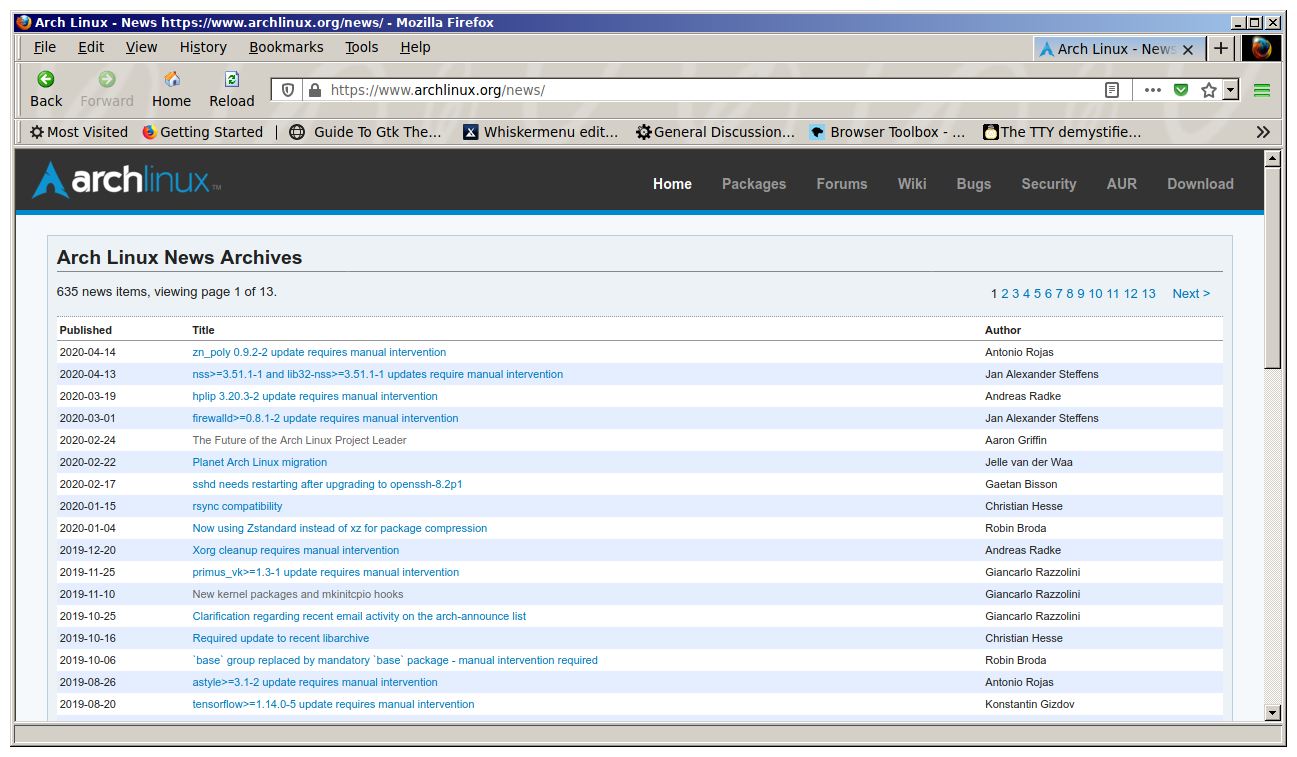 Arch Linux - News https://www.archlinux.org/news/ - Mozilla Firefox
File Edit View History Bookmarks Tools Help
Arch Linux - News
Back Forward Home Reload
https://www.archlinux.org/news/
Most Visited Getting Started | Guide To Gtk The... Whiskermenu edit... General Discussion... Browser Toolbox - ... The TTY demystifie...
archlinux™ Home Packages Forums Wiki Bugs Security AUR Download
Arch Linux News Archives
635 news items, viewing page 1 of 13.
1 2 3 4 5 6 7 8 9 10 11 12 13 Next >
Published Title Author
2020-04-14 zn_poly 0.9.2-2 update requires manual intervention Antonio Rojas
2020-04-13 nss>=3.51.1-1 and lib32-nss>=3.51.1-1 updates require manual intervention Jan Alexander Steffens
2020-03-19 hplip 3.20.3-2 update requires manual intervention Andreas Radke
2020-03-01 firewalld>=0.8.1-2 update requires manual intervention Jan Alexander Steffens
2020-02-24 The Future of the Arch Linux Project Leader Aaron Griffin
2020-02-22 Planet Arch Linux migration Jelle van der Waa
2020-02-17 sshd needs restarting after upgrading to openssh-8.2p1 Gaetan Bisson
2020-01-15 rsync compatibility Christian Hesse
2020-01-04 Now using Zstandard instead of xz for package compression Robin Broda
2019-12-20 Xorg cleanup requires manual intervention Andreas Radke
2019-11-25 primus_vk>=1.3-1 update requires manual intervention Giancarlo Razzolini
2019-11-10 New kernel packages and mkinitcpio hooks Giancarlo Razzolini
2019-10-25 Clarification regarding recent email activity on the arch-announce list Giancarlo Razzolini
2019-10-16 Required update to recent libarchive Christian Hesse
2019-10-06 `base` group replaced by mandatory `base` package - manual intervention required Robin Broda
2019-08-26 astyle>=3.1-2 update requires manual intervention Antonio Rojas
2019-08-20 tensorflow>=1.14.0-5 update requires manual intervention Konstantin Gizdov